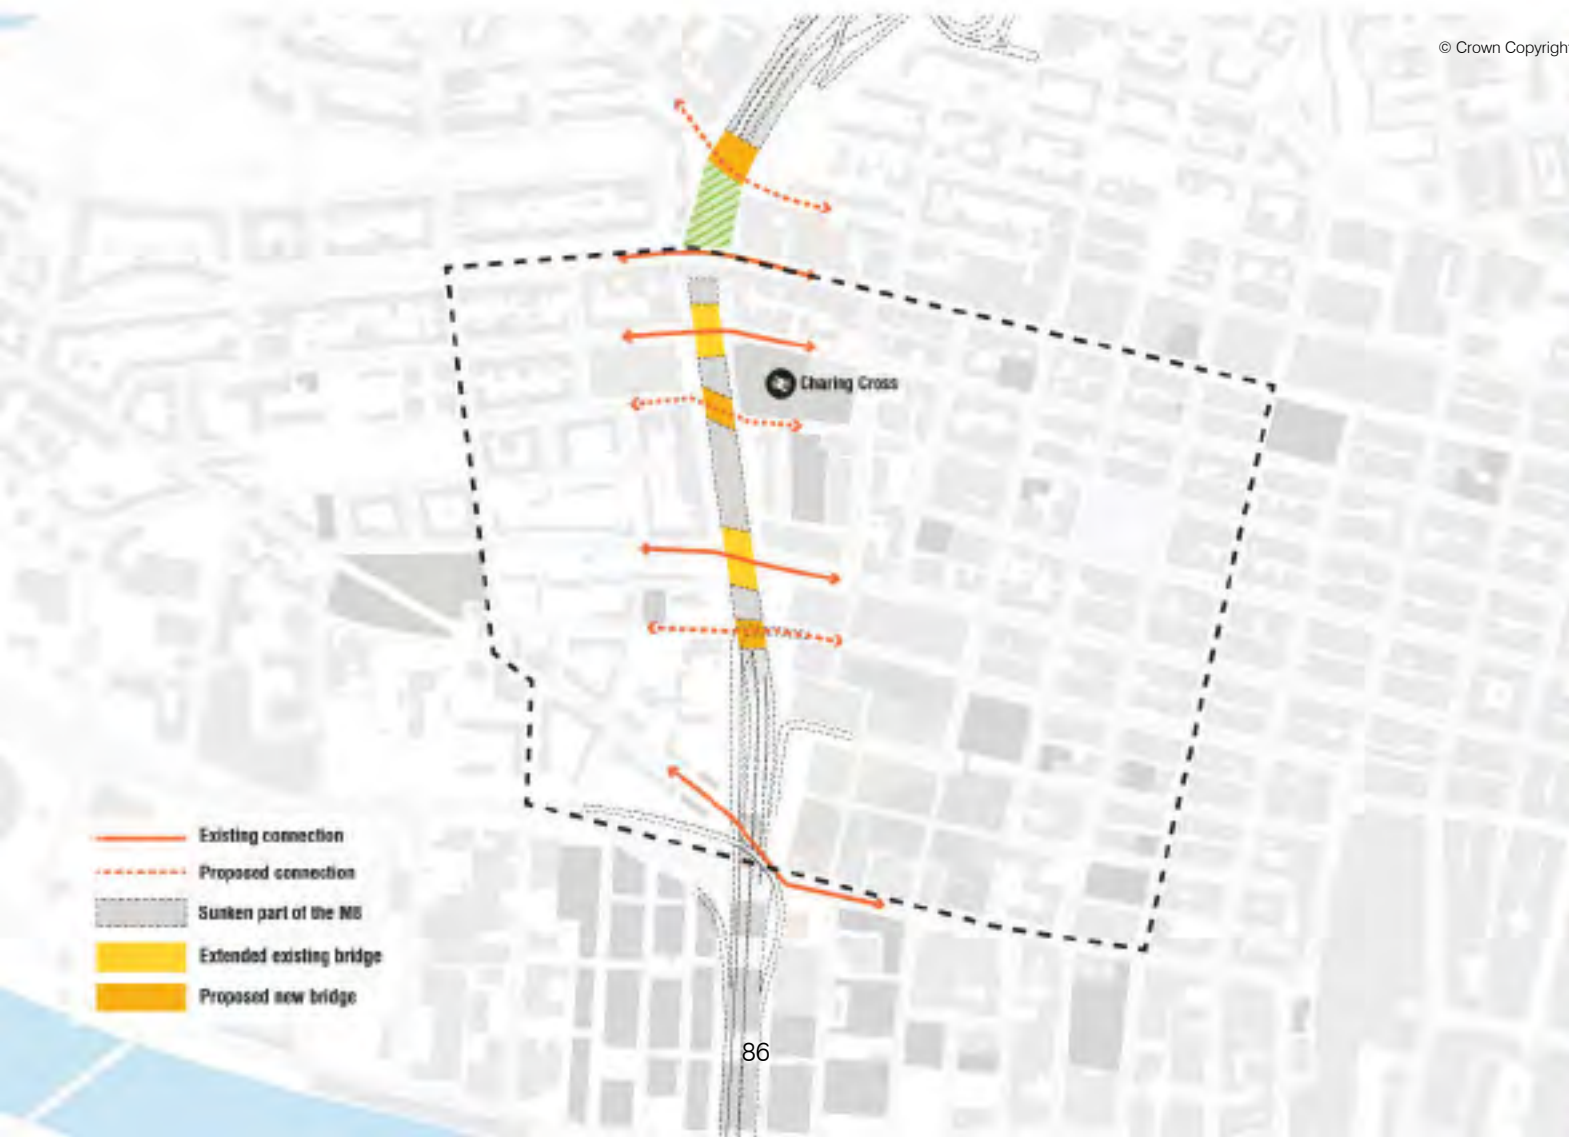 © Crown Copyright
Charing Cross
Existing connection
Proposed connection
Sunken part of the M8
Extended existing bridge
Proposed new bridge
86